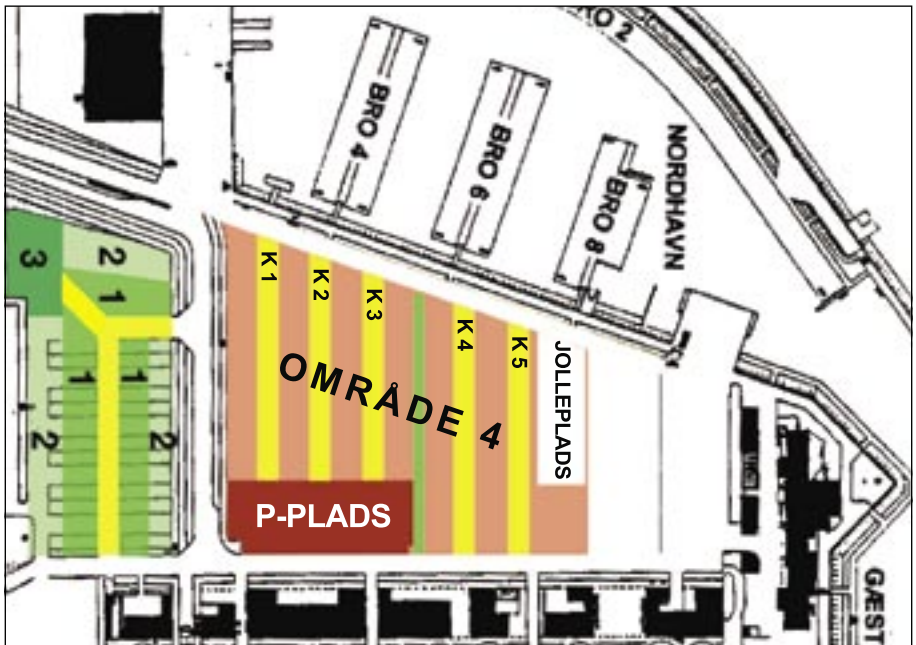 BRO 2
BRO 4
BRO 6
BRO 8
NORDHAVN
3
2
1
1
1
2
2
K 1
K 2
K 3
K 4
K 5
JOLLEPLADS
OMRÅDE 4
P-PLADS
GÆST